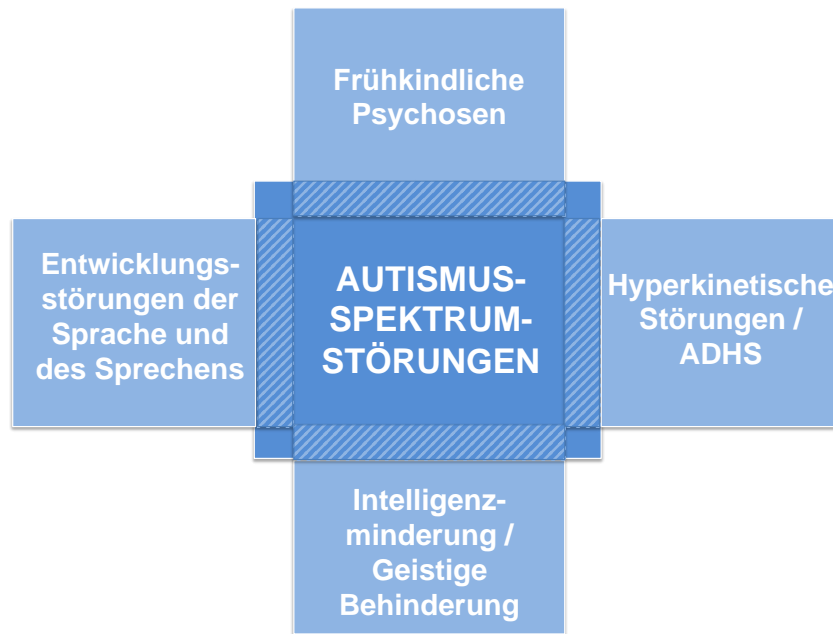 Frühkindliche
Psychosen
Entwicklungs-
störungen der
Sprache und
des Sprechens
AUTISMUS-
SPEKTRUM-
STÖRUNGEN
Hyperkinetische
Störungen /
ADHS
Intelligenz-
minderung /
Geistige
Behinderung